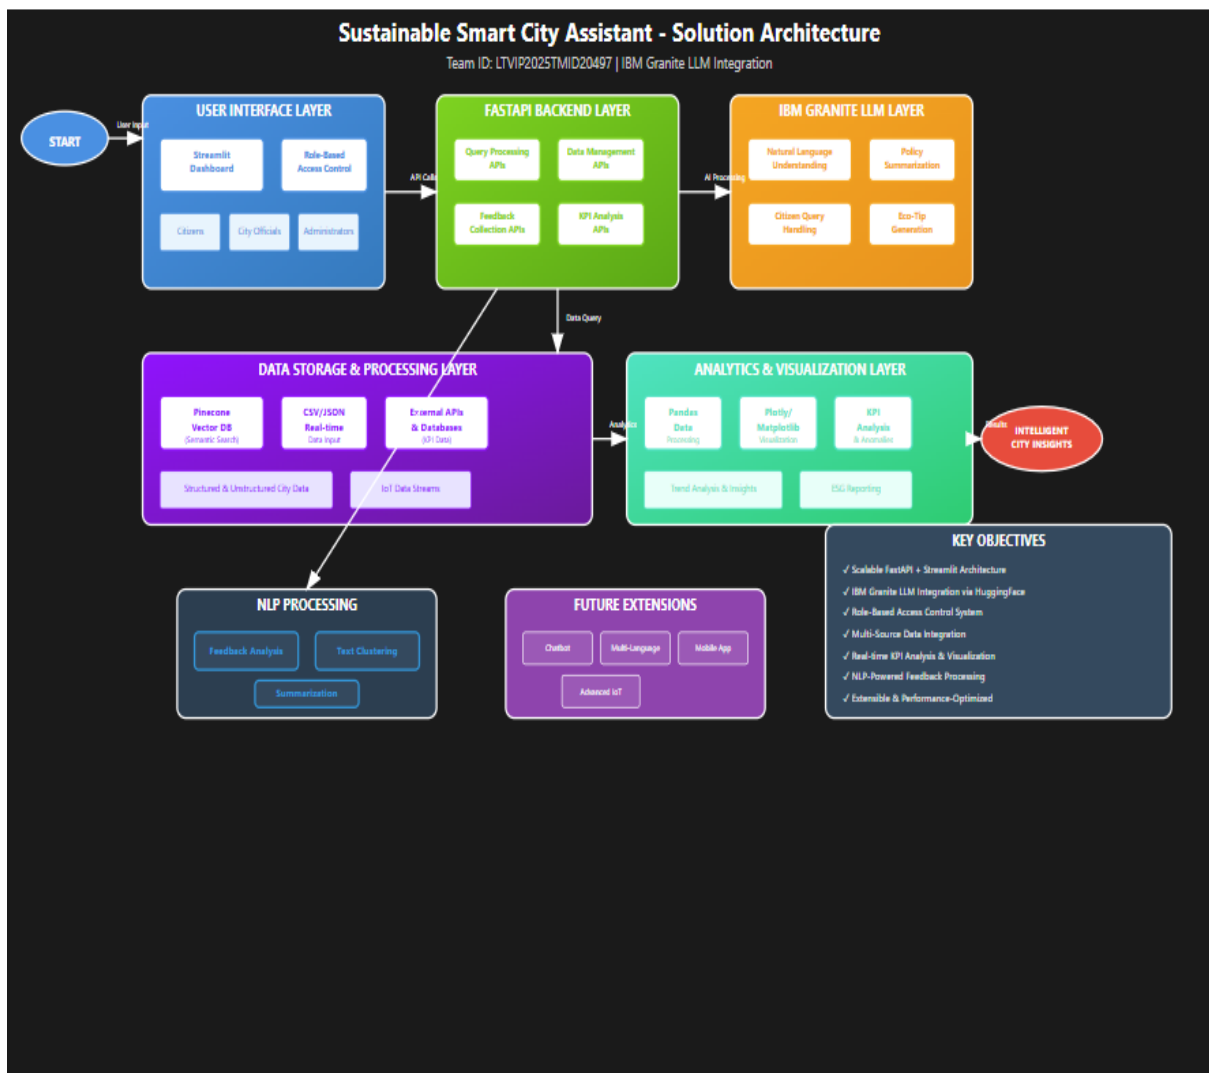 Sustainable Smart City Assistant - Solution Architecture
Team ID: LTVIP2025TMID20497 | IBM Granite LLM Integration
START
User Input
USER INTERFACE LAYER
Streamlit
Dashboard
Role-Based
Access Control
Citizens
City Officials
Administrators
API Calls
FASTAPI BACKEND LAYER
Query Processing
APIs
Data Management
APIs
Feedback
Collection APIs
KPI Analysis
APIs
AI Processing
IBM GRANITE LLM LAYER
Natural Language
Understanding
Policy
Summarization
Citizen Query
Handling
Eco-Tip
Generation
Data Query
DATA STORAGE & PROCESSING LAYER
Pinecone
Vector DB
(Semantic Search)
CSV/JSON
Real-time
Data Input
External APIs
& Databases
(KPI Data)
Structured & Unstructured City Data
IoT Data Streams
Analytics
ANALYTICS & VISUALIZATION LAYER
Pandas
Data
Processing
Plotly/
Matplotlib
Visualization
KPI
Analysis
& Anomalies
Trend Analysis & Insights
ESG Reporting
Results
INTELLIGENT
CITY INSIGHTS
NLP PROCESSING
Feedback Analysis
Text Clustering
Summarization
FUTURE EXTENSIONS
Chatbot
Multi-Language
Mobile App
Advanced IoT
KEY OBJECTIVES
✓ Scalable FastAPI + Streamlit Architecture
✓ IBM Granite LLM Integration via HuggingFace
✓ Role-Based Access Control System
✓ Multi-Source Data Integration
✓ Real-time KPI Analysis & Visualization
✓ NLP-Powered Feedback Processing
✓ Extensible & Performance-Optimized